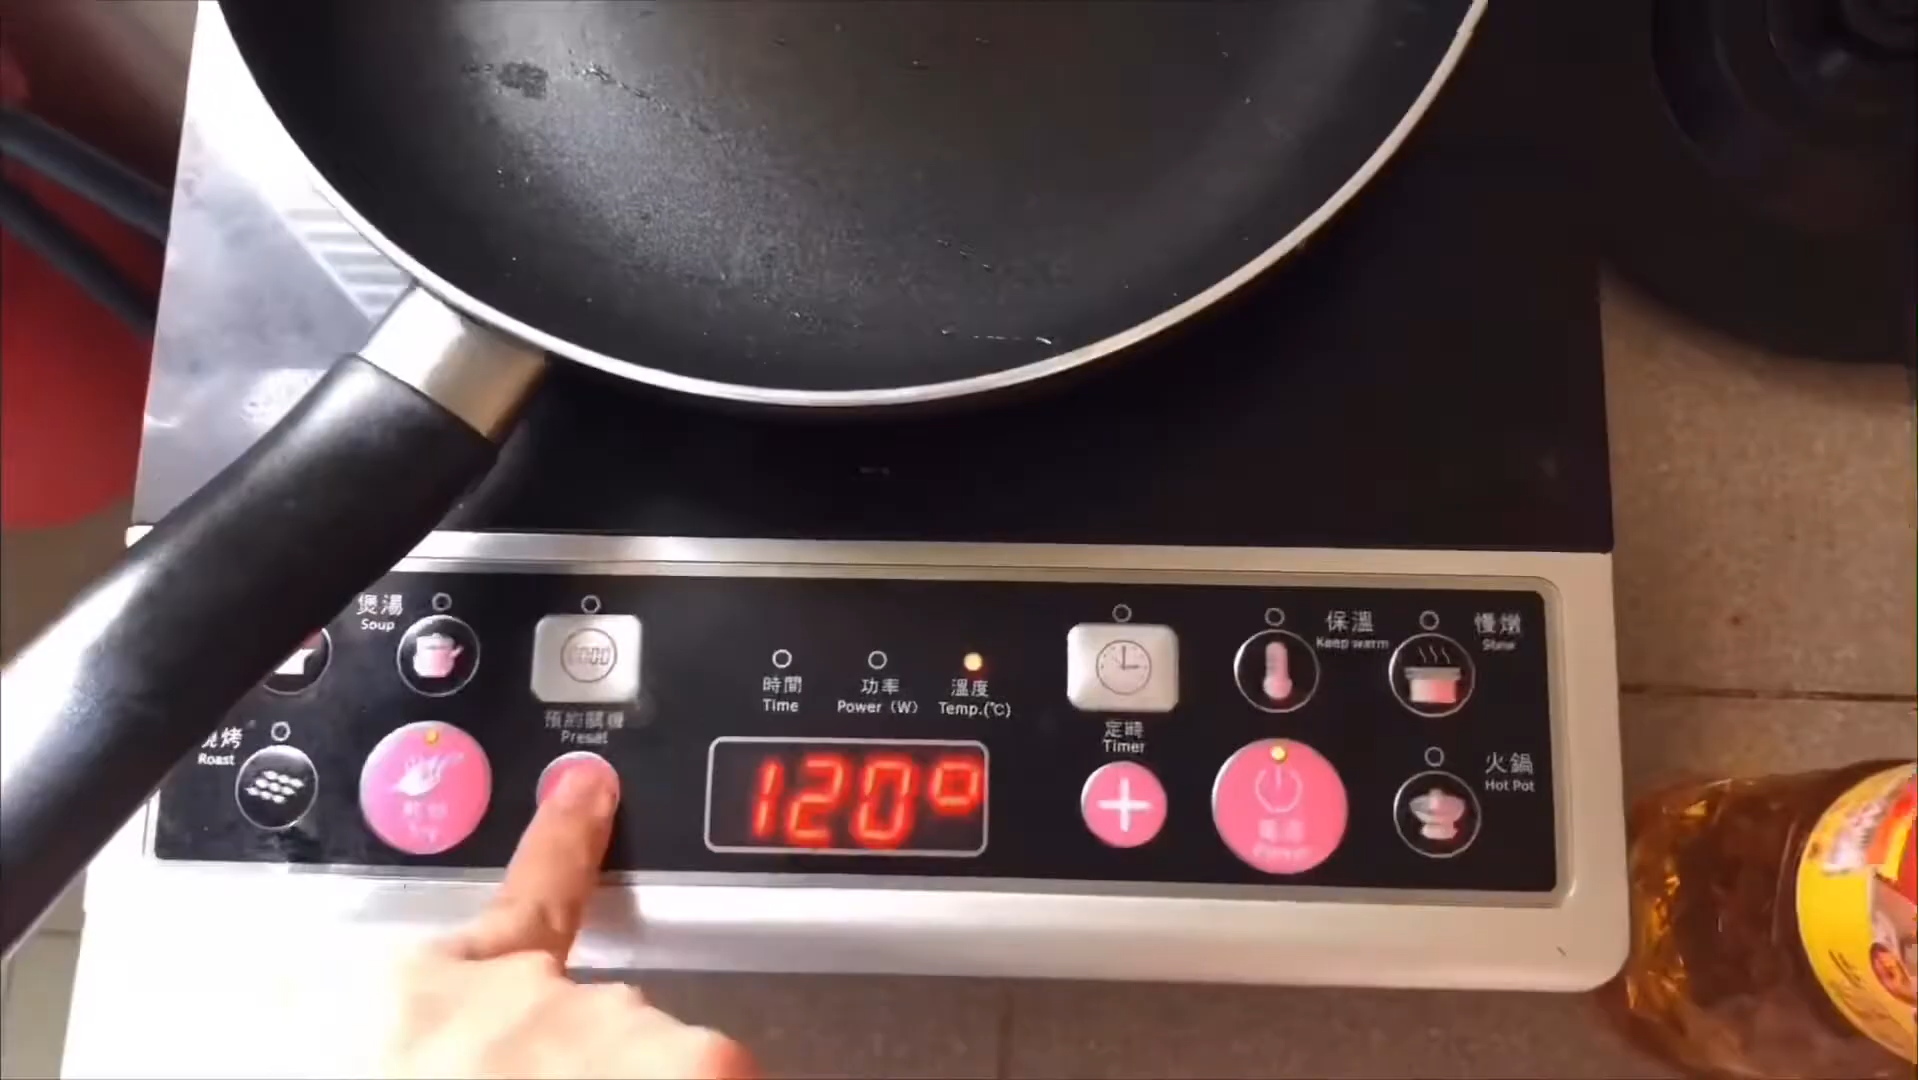 煲湯
Soup
預約關機
Preset
時間
Time
功率
Power (W)
溫度
Temp.(℃)
定時
Timer
保溫
Keep warm
慢燉
Stew
燒烤
Roast
120°
火鍋
Hot Pot